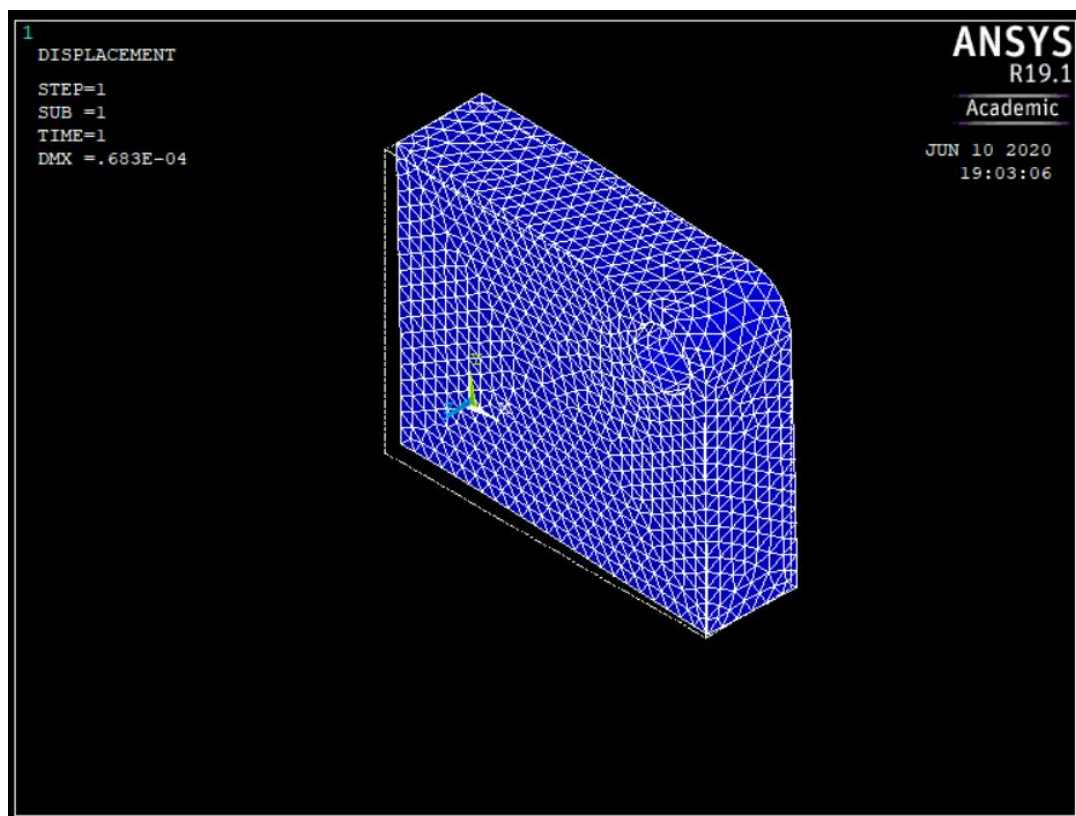 1
DISPLACEMENT
STEP=1
SUB =1
TIME=1
DMX =.683E-04
ANSYS
R19.1
Academic
JUN 10 2020
19:03:06